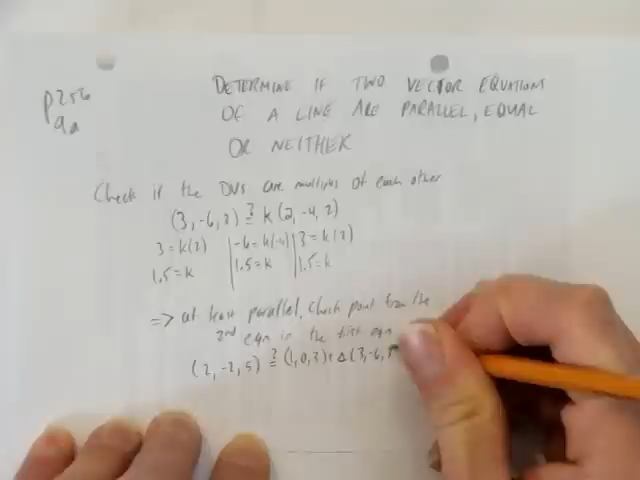 p256
9a
DETERMINE IF TWO VECTOR EQUATIONS
OF A LINE ARE PARALLEL, EQUAL
OR NEITHER
Check if the DVs are multiples of each other
(3, -6, 3) ≟ k(2, -4, 2)
3 = k(2) | -6 = k(-4) | 3 = k(2)
1.5 = k | 1.5 = k | 1.5 = k
=> at least parallel. Check point from the
2nd eqn in the first eqn
(2, -2, 5) ≟ (1, 0, 3) + Δ(3, -6,